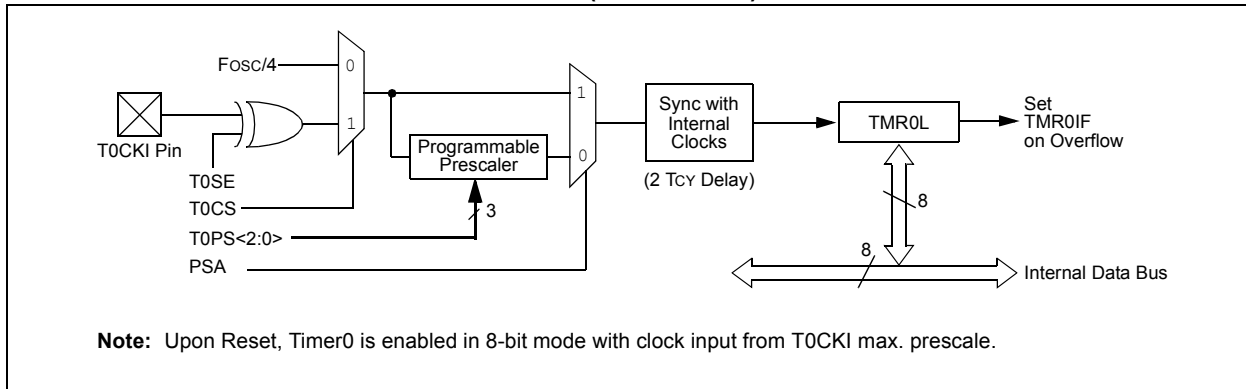 FOSC/4
0
1
T0CKI Pin
T0SE
T0CS
T0PS<2:0>
PSA
Programmable
Prescaler
3
1
0
Sync with
Internal
Clocks
(2 TCY Delay)
TMR0L
Set
TMR0IF
on Overflow
8
8
Internal Data Bus
Note: Upon Reset, Timer0 is enabled in 8-bit mode with clock input from T0CKI max. prescale.